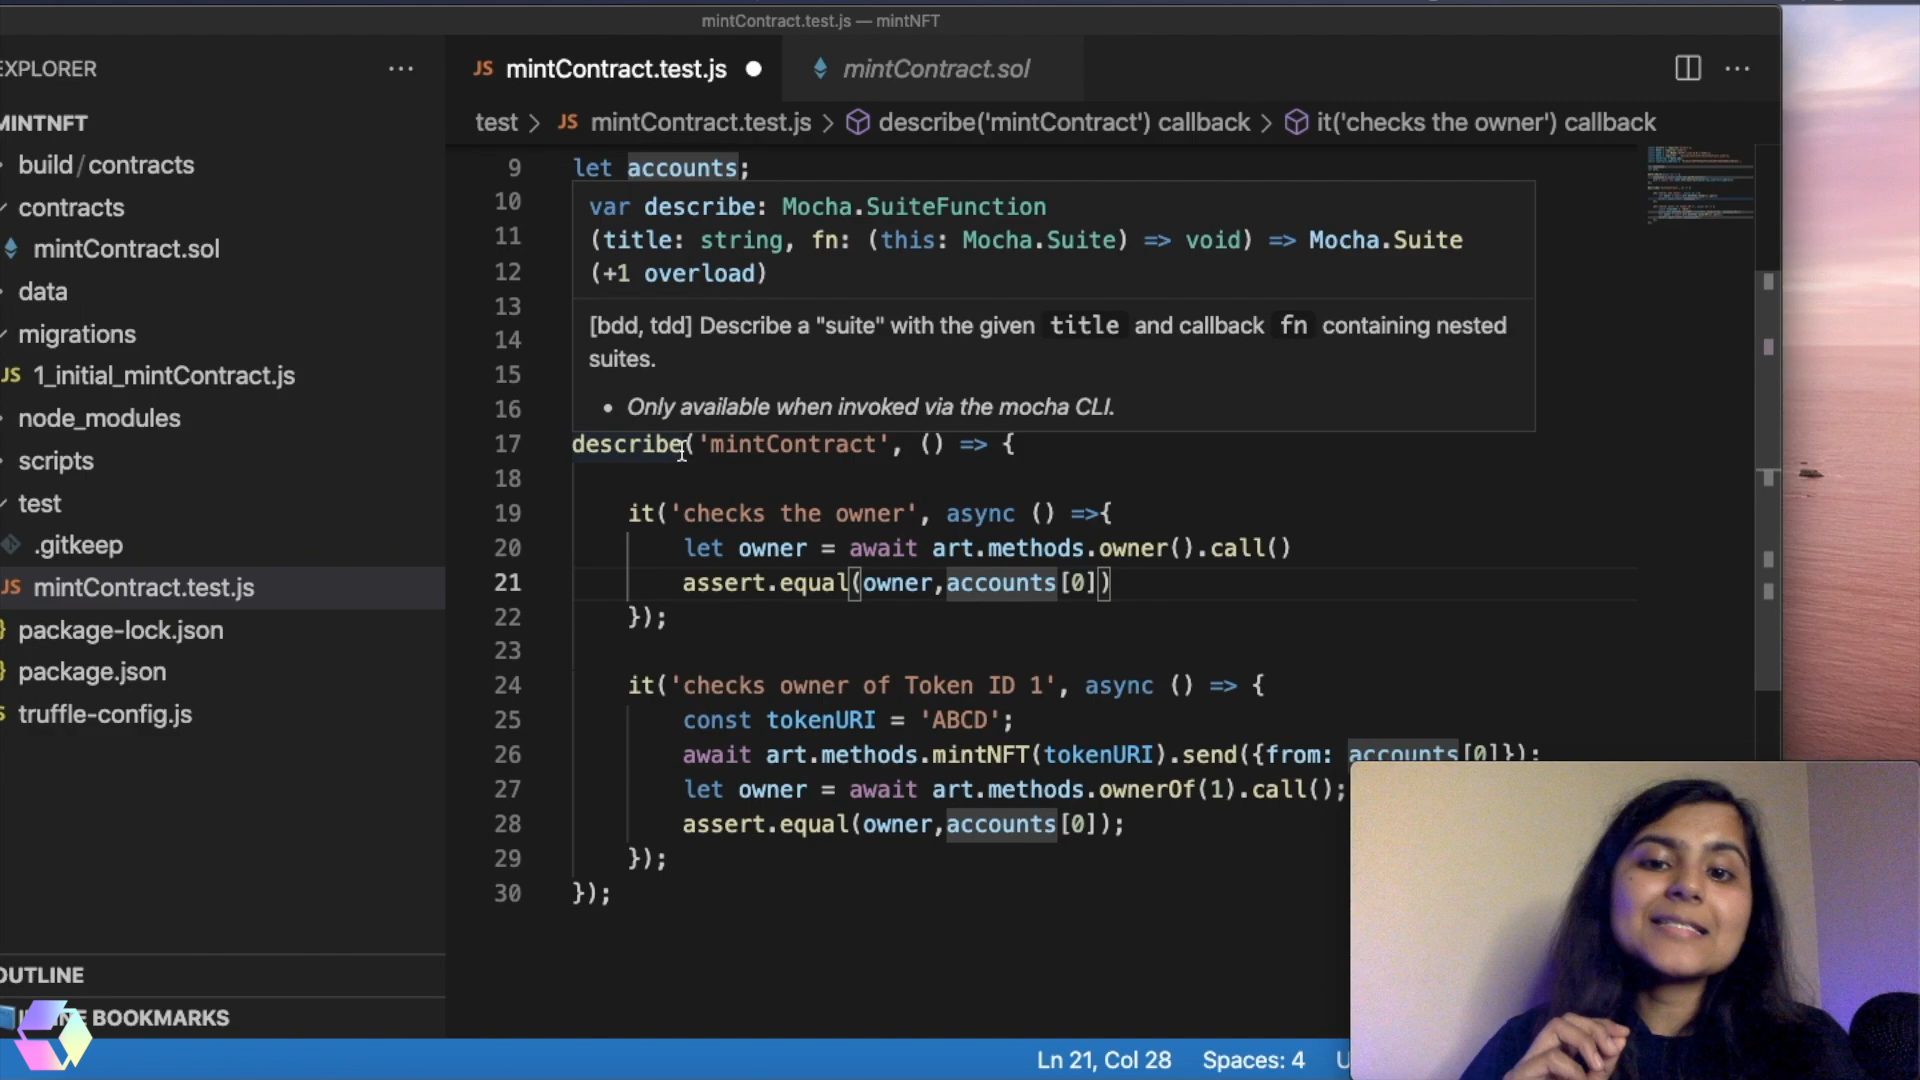 mintContract.test.js — mintNFT
EXPLORER
JS mintContract.test.js
mintContract.sol
test > JS mintContract.test.js > describe('mintContract') callback > it('checks the owner') callback
MINTNFT
build/contracts
contracts
mintContract.sol
data
migrations
JS 1_initial_mintContract.js
node_modules
scripts
test
.gitkeep
JS mintContract.test.js
package-lock.json
package.json
truffle-config.js
OUTLINE
BOOKMARKS
9 let accounts;
10
11
12
13
14
15
16
var describe: Mocha.SuiteFunction
(title: string, fn: (this: Mocha.Suite) => void) => Mocha.Suite
(+1 overload)
[bdd, tdd] Describe a "suite" with the given title and callback fn containing nested
suites.
• Only available when invoked via the mocha CLI.
17 describe('mintContract', () => {
18
19 it('checks the owner', async () =>{
20 let owner = await art.methods.owner().call()
21 assert.equal(owner,accounts[0])
22 });
23
24 it('checks owner of Token ID 1', async () => {
25 const tokenURI = 'ABCD';
26 await art.methods.mintNFT(tokenURI).send({from: accounts[0]});
27 let owner = await art.methods.ownerOf(1).call();
28 assert.equal(owner,accounts[0]);
29 });
30 });
Ln 21, Col 28 Spaces: 4